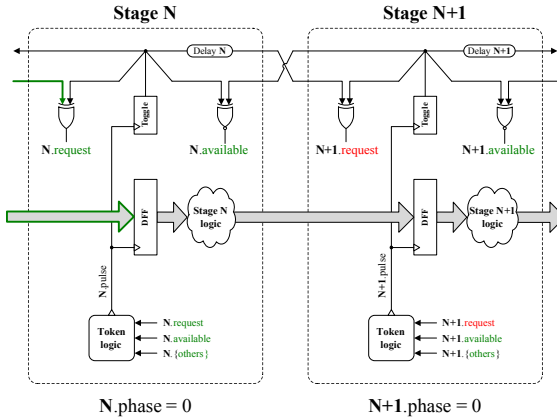 Stage N
Stage N+1
Delay N
Delay N+1
Toggle
Toggle
N.request
N.available
N+1.request
N+1.available
DFF
Stage N
logic
DFF
Stage N+1
logic
N.pulse
N+1.pulse
Token
logic
N.request
N.available
N.{others}
Token
logic
N+1.request
N+1.available
N+1.{others}
N.phase = 0
N+1.phase = 0